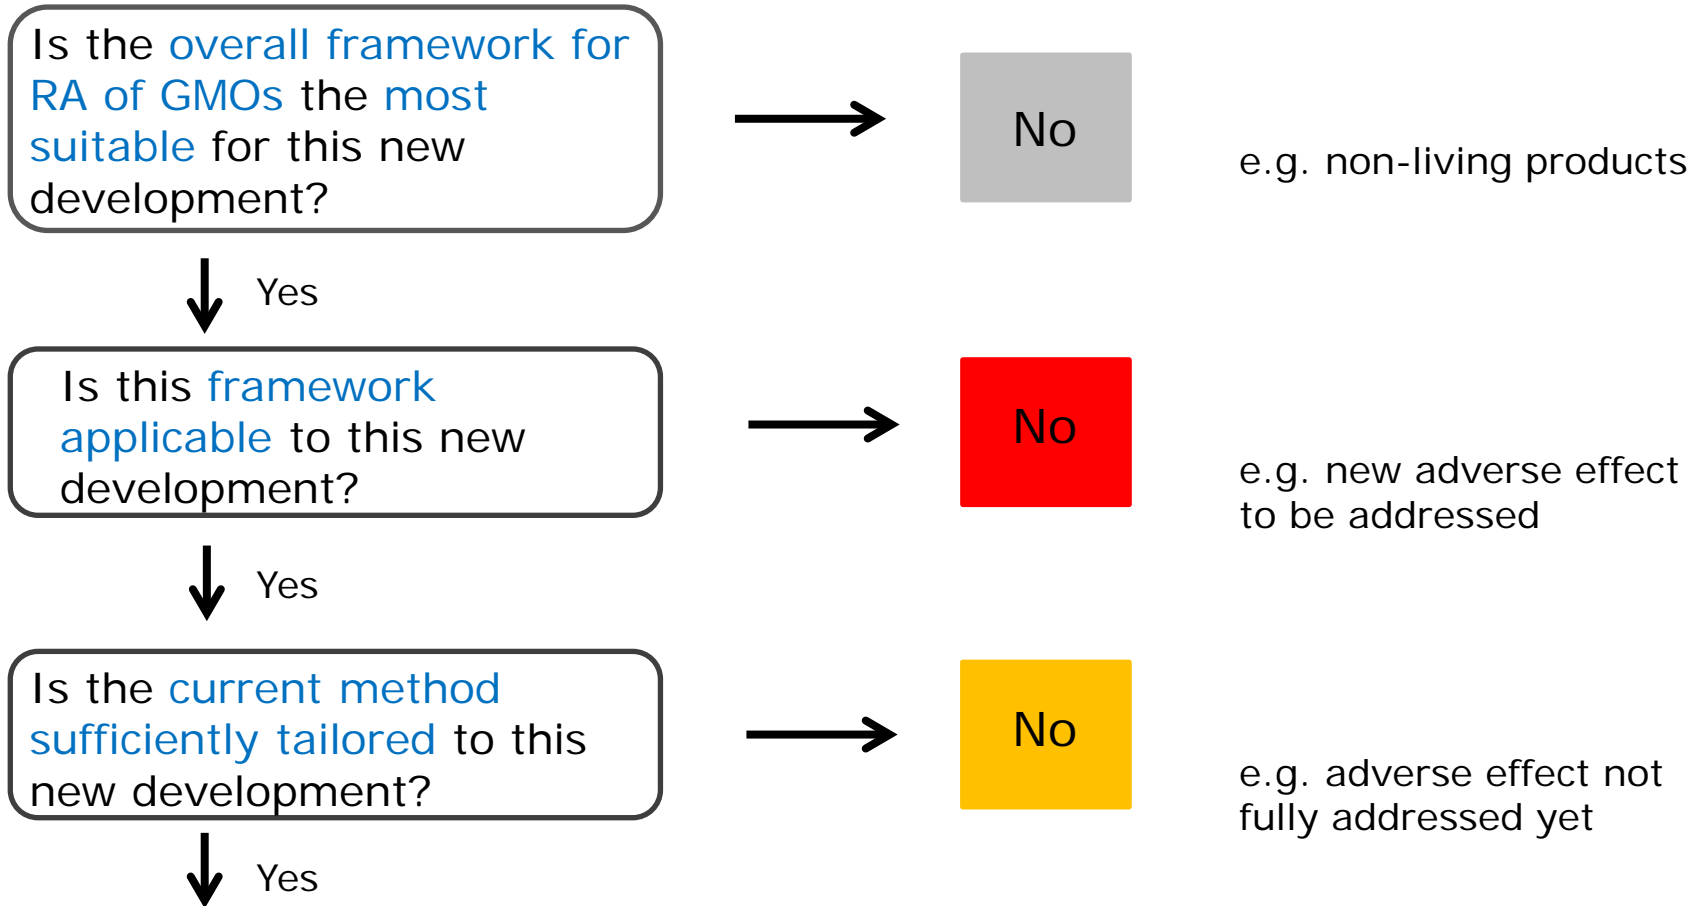 Is the overall framework for
RA of GMOs the most
suitable for this new
development?
No
e.g. non-living products
Yes
Is this framework
applicable to this new
development?
No
e.g. new adverse effect
to be addressed
Yes
Is the current method
sufficiently tailored to this
new development?
No
e.g. adverse effect not
fully addressed yet
Yes